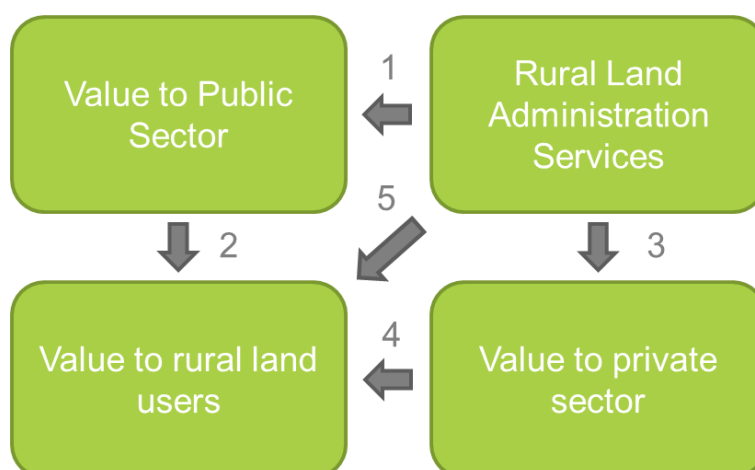 Value to Public
Sector
1
Rural Land
Administration
Services
2
5
3
Value to rural land
users
4
Value to private
sector